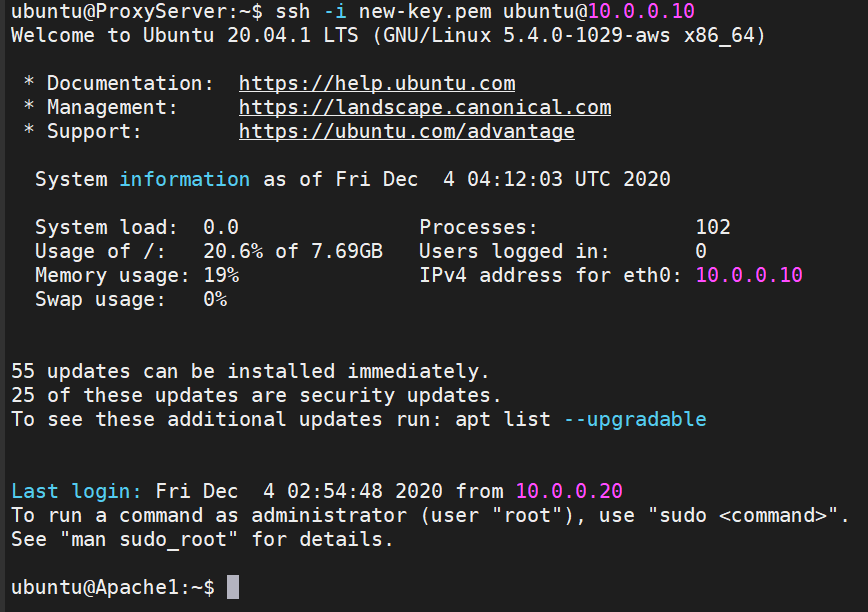 ubuntu@ProxyServer:~$ ssh -i new-key.pem ubuntu@10.0.0.10
Welcome to Ubuntu 20.04.1 LTS (GNU/Linux 5.4.0-1029-aws x86_64)
* Documentation:  https://help.ubuntu.com
* Management:     https://landscape.canonical.com
* Support:        https://ubuntu.com/advantage
System information as of Fri Dec  4 04:12:03 UTC 2020
System load:  0.0               Processes:             102
Usage of /:   20.6% of 7.69GB   Users logged in:       0
Memory usage: 19%               IPv4 address for eth0: 10.0.0.10
Swap usage:   0%
55 updates can be installed immediately.
25 of these updates are security updates.
To see these additional updates run: apt list --upgradable
Last login: Fri Dec  4 02:54:48 2020 from 10.0.0.20
To run a command as administrator (user "root"), use "sudo <command>".
See "man sudo_root" for details.
ubuntu@Apache1:~$